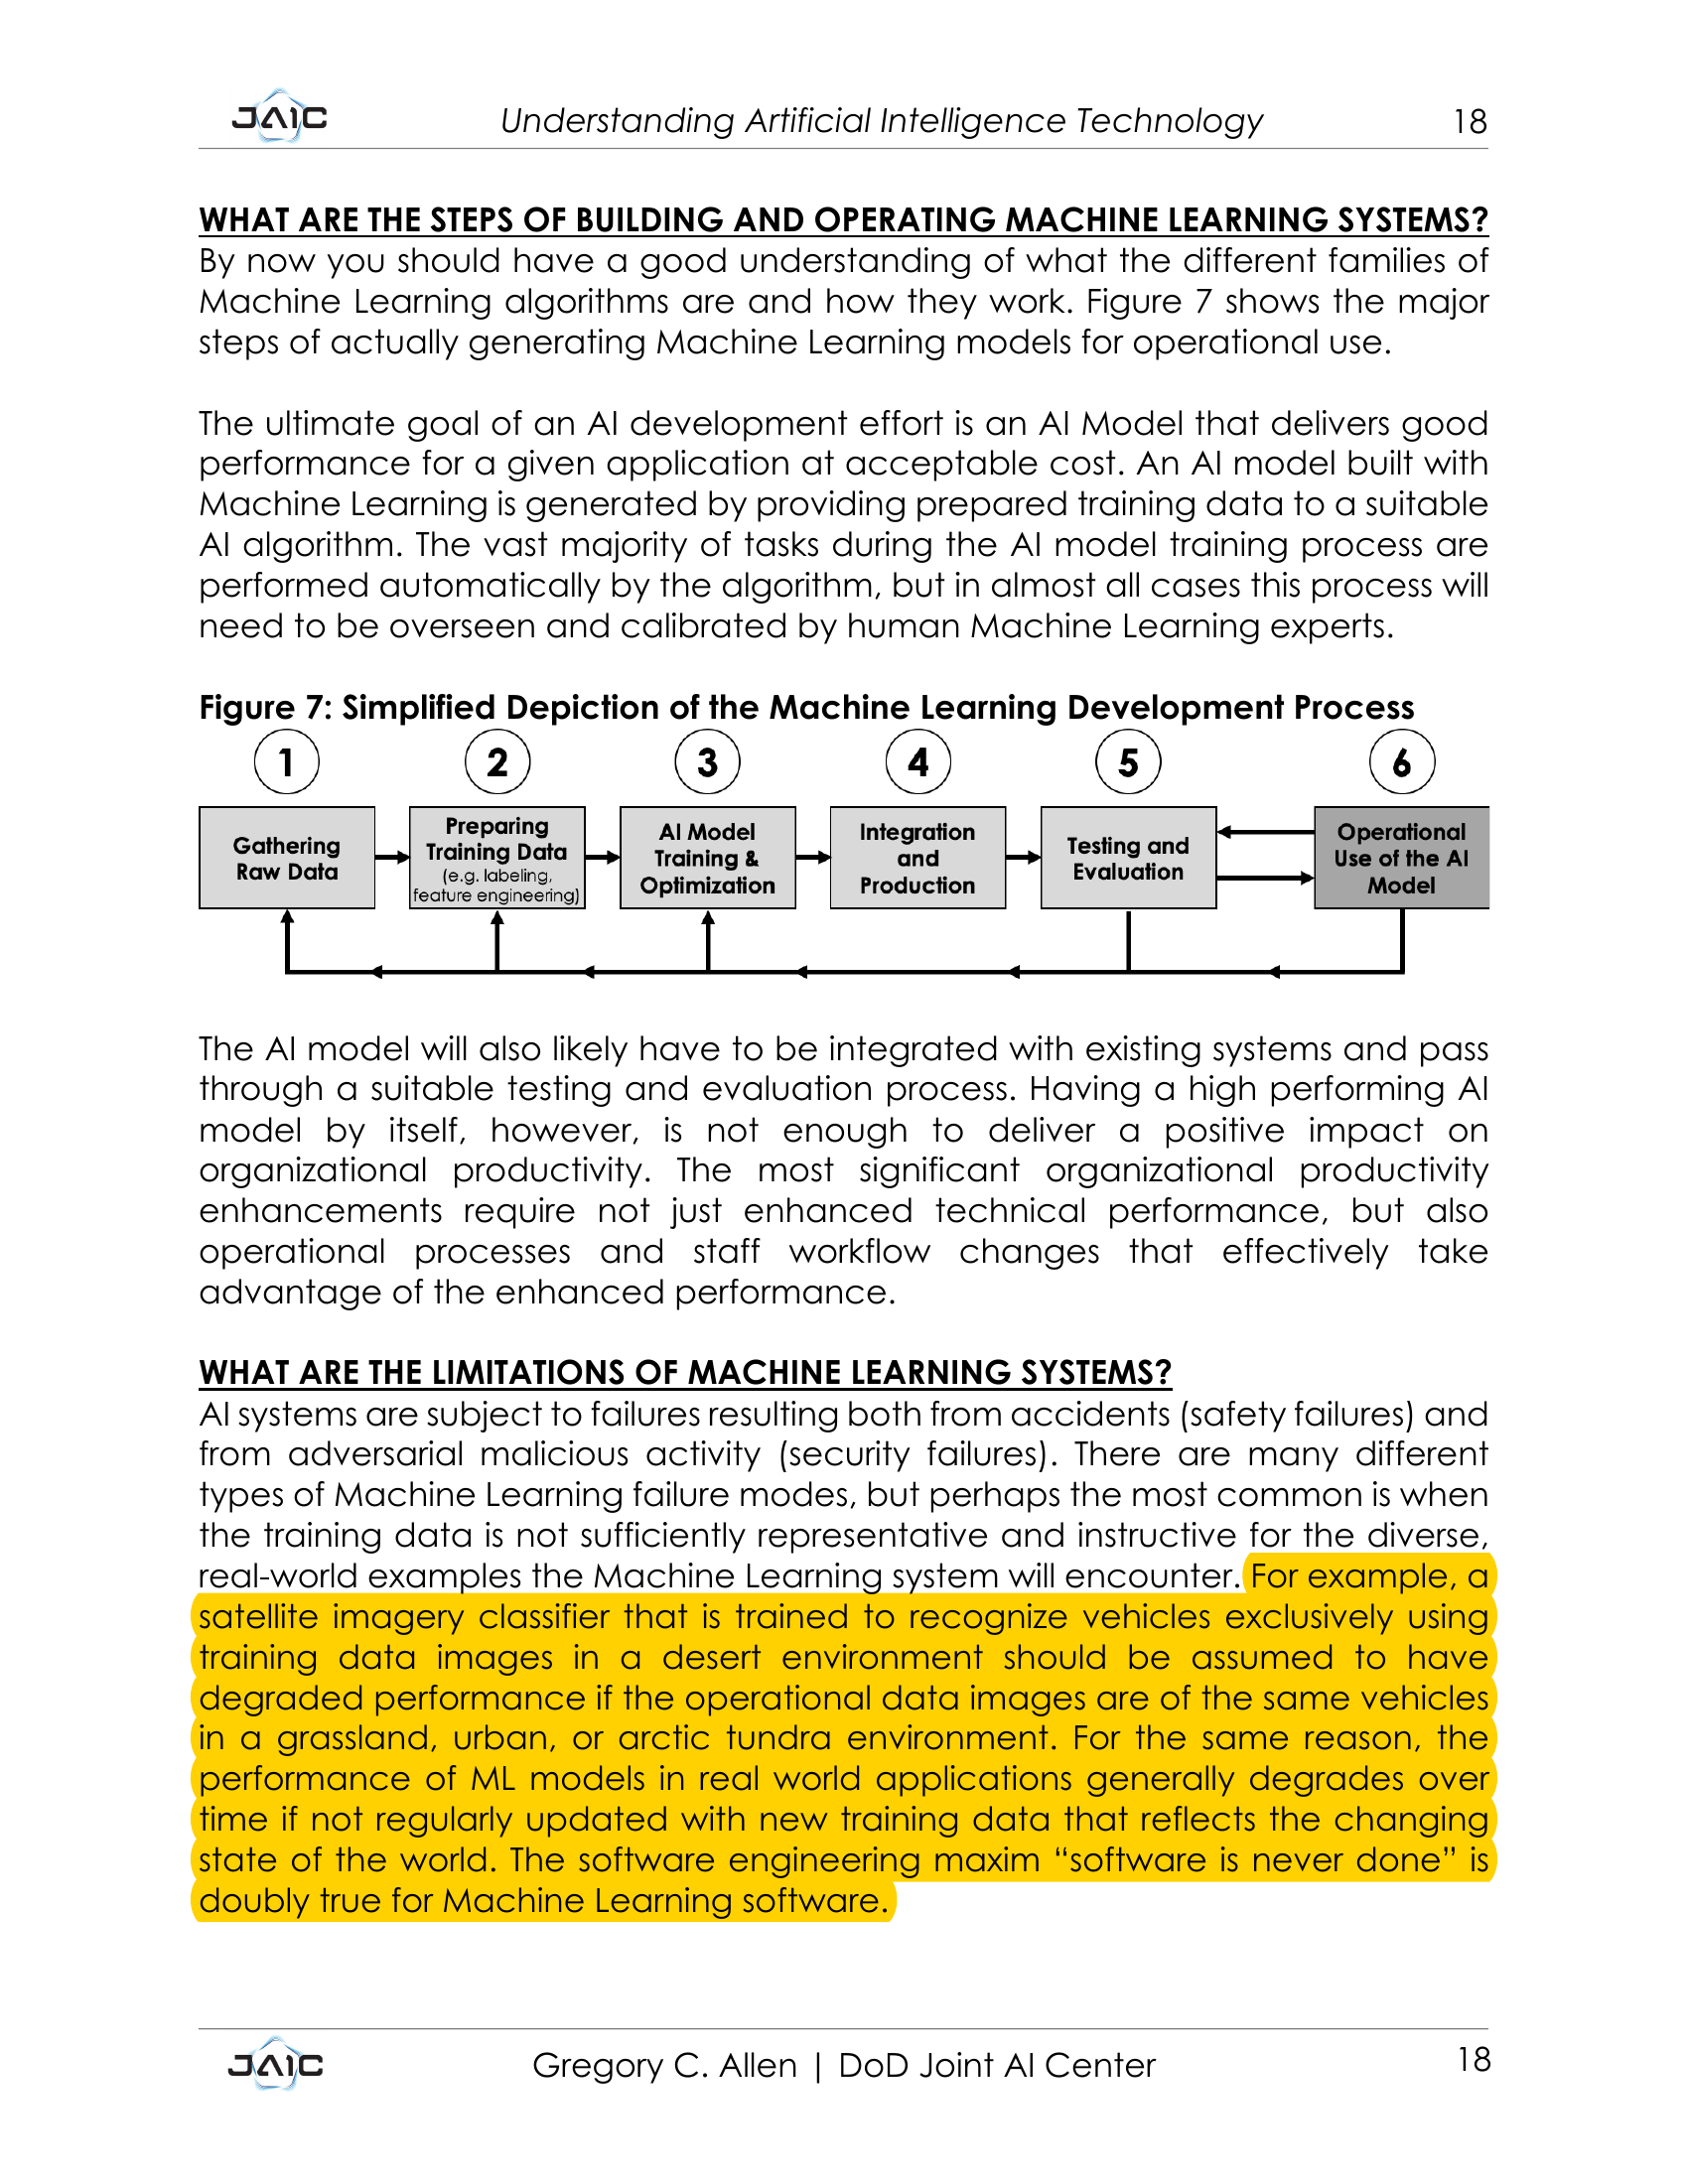 JAIC
Understanding Artificial Intelligence Technology
18
WHAT ARE THE STEPS OF BUILDING AND OPERATING MACHINE LEARNING SYSTEMS?
By now you should have a good understanding of what the different families of
Machine Learning algorithms are and how they work. Figure 7 shows the major
steps of actually generating Machine Learning models for operational use.
The ultimate goal of an AI development effort is an AI Model that delivers good
performance for a given application at acceptable cost. An AI model built with
Machine Learning is generated by providing prepared training data to a suitable
AI algorithm. The vast majority of tasks during the AI model training process are
performed automatically by the algorithm, but in almost all cases this process will
need to be overseen and calibrated by human Machine Learning experts.
Figure 7: Simplified Depiction of the Machine Learning Development Process
1
2
3
4
5
6
Gathering
Raw Data
Preparing
Training Data
(e.g. labeling,
feature engineering)
AI Model
Training &
Optimization
Integration
and
Production
Testing and
Evaluation
Operational
Use of the AI
Model
The AI model will also likely have to be integrated with existing systems and pass
through a suitable testing and evaluation process. Having a high performing AI
model by itself, however, is not enough to deliver a positive impact on
organizational productivity. The most significant organizational productivity
enhancements require not just enhanced technical performance, but also
operational processes and staff workflow changes that effectively take
advantage of the enhanced performance.
WHAT ARE THE LIMITATIONS OF MACHINE LEARNING SYSTEMS?
AI systems are subject to failures resulting both from accidents (safety failures) and
from adversarial malicious activity (security failures). There are many different
types of Machine Learning failure modes, but perhaps the most common is when
the training data is not sufficiently representative and instructive for the diverse,
real-world examples the Machine Learning system will encounter. For example, a
satellite imagery classifier that is trained to recognize vehicles exclusively using
training data images in a desert environment should be assumed to have
degraded performance if the operational data images are of the same vehicles
in a grassland, urban, or arctic tundra environment. For the same reason, the
performance of ML models in real world applications generally degrades over
time if not regularly updated with new training data that reflects the changing
state of the world. The software engineering maxim “software is never done” is
doubly true for Machine Learning software.
JAIC
Gregory C. Allen | DoD Joint AI Center
18